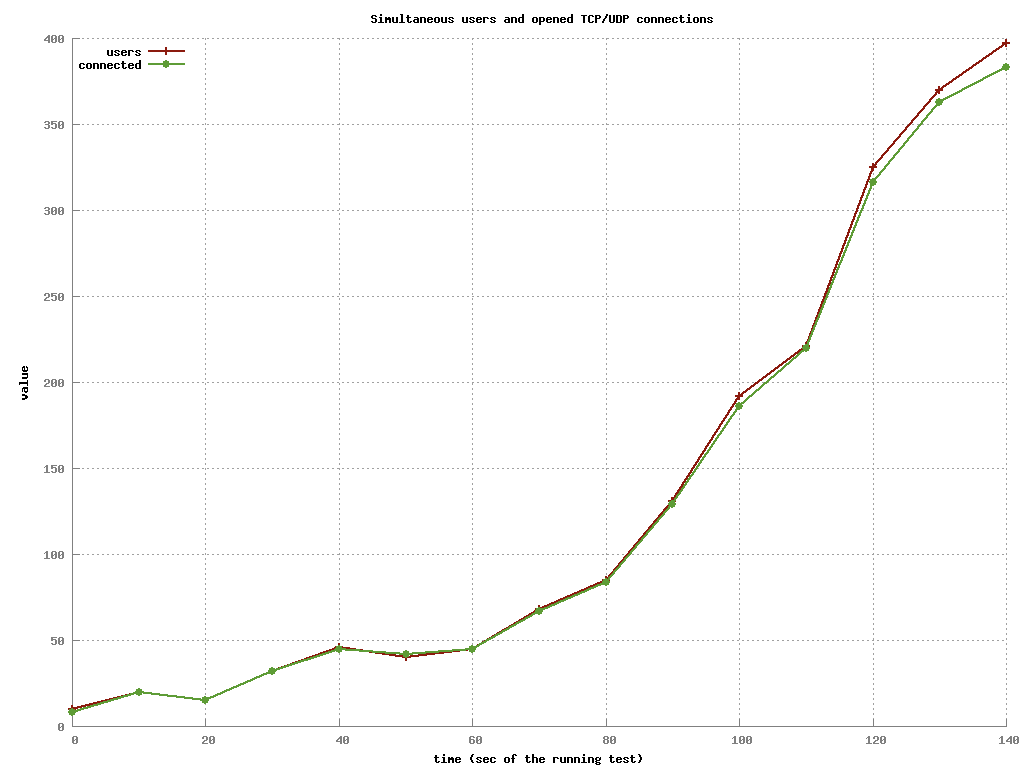 Simultaneous users and opened TCP/UDP connections
users
connected
400
350
300
250
200
150
100
50
0
value
0 20 40 60 80 100 120 140
time (sec of the running test)